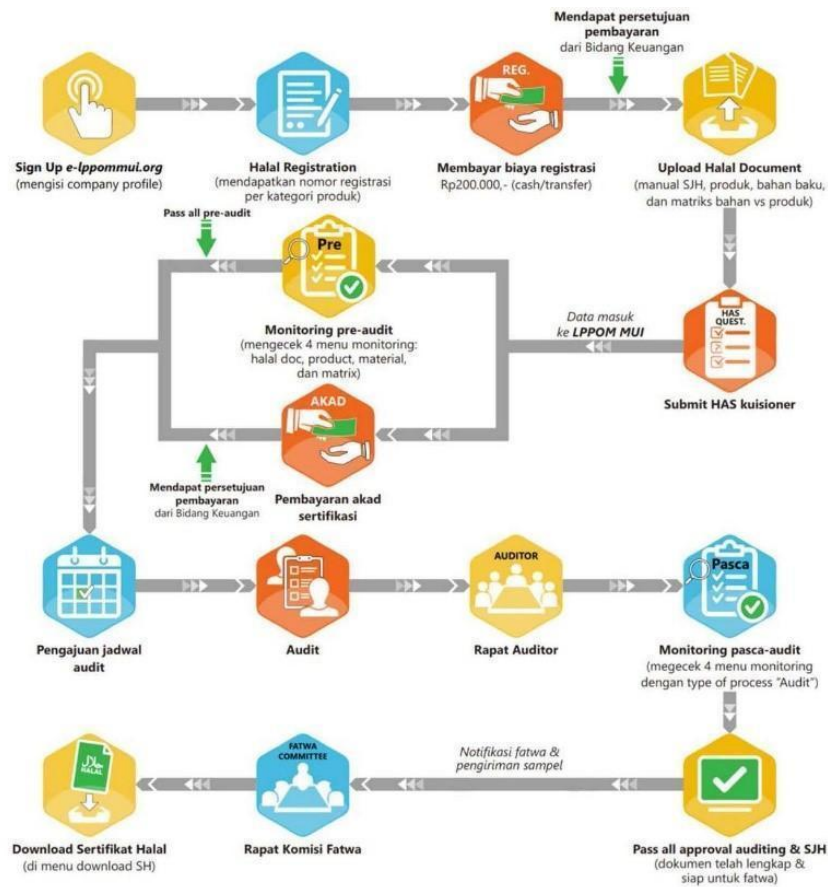 Mendapat persetujuan
pembayaran
dari Bidang Keuangan
REG.
Sign Up e-lppommui.org
(mengisi company profile)
Halal Registration
(mendapatkan nomor registrasi
per kategori produk)
Membayar biaya registrasi
Rp200.000,- (cash/transfer)
Upload Halal Document
(manual SJH, produk, bahan baku,
dan matriks bahan vs produk)
Pass all pre-audit
Pre
Monitoring pre-audit
(mengecek 4 menu monitoring:
halal doc, product, material,
dan matrix)
Data masuk
ke LPPOM MUI
HAS
QUEST.
Submit HAS kuisioner
AKAD
Mendapat persetujuan
pembayaran
dari Bidang Keuangan
Pembayaran akad
sertifikasi
Pengajuan jadwal
audit
Audit
AUDITOR
Rapat Auditor
Pasca
Monitoring pasca-audit
(megecek 4 menu monitoring
dengan type of process "Audit")
حلال
HALAL
Download Sertifikat Halal
(di menu download SH)
FATWA
COMMITTEE
Rapat Komisi Fatwa
Notifikasi fatwa &
pengiriman sampel
Pass all approval auditing & SJH
(dokumen telah lengkap &
siap untuk fatwa)